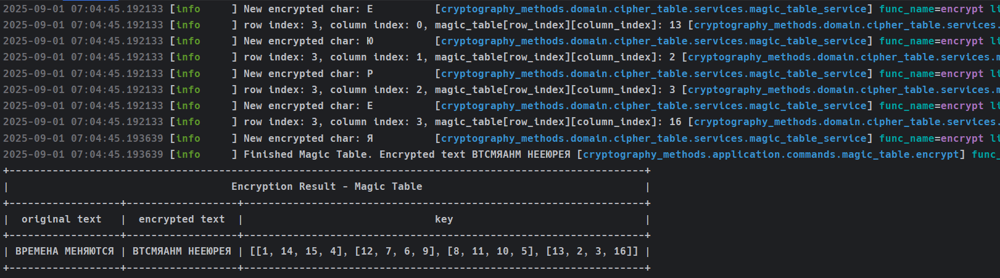 2025-09-01 07:04:45.192133 [info     ] New encrypted char: Е          [cryptography_methods.domain.cipher_table.services.magic_table_service] func_name=encrypt li
2025-09-01 07:04:45.192133 [info     ] row index: 3, column index: 0, magic_table[row_index][column_index]: 13 [cryptography_methods.domain.cipher_table.services.
2025-09-01 07:04:45.192133 [info     ] New encrypted char: Ю          [cryptography_methods.domain.cipher_table.services.magic_table_service] func_name=encrypt li
2025-09-01 07:04:45.192133 [info     ] row index: 3, column index: 1, magic_table[row_index][column_index]: 2 [cryptography_methods.domain.cipher_table.services.m
2025-09-01 07:04:45.192133 [info     ] New encrypted char: Р          [cryptography_methods.domain.cipher_table.services.magic_table_service] func_name=encrypt li
2025-09-01 07:04:45.192133 [info     ] row index: 3, column index: 2, magic_table[row_index][column_index]: 3 [cryptography_methods.domain.cipher_table.services.m
2025-09-01 07:04:45.192133 [info     ] New encrypted char: Е          [cryptography_methods.domain.cipher_table.services.magic_table_service] func_name=encrypt li
2025-09-01 07:04:45.192133 [info     ] row index: 3, column index: 3, magic_table[row_index][column_index]: 16 [cryptography_methods.domain.cipher_table.services.
2025-09-01 07:04:45.193639 [info     ] New encrypted char: Я          [cryptography_methods.domain.cipher_table.services.magic_table_service] func_name=encrypt li
2025-09-01 07:04:45.193639 [info     ] Finished Magic Table. Encrypted text ВТСМЯАНМ НЕЕЮРЕЯ [cryptography_methods.application.commands.magic_table.encrypt] func_
+-------------------------------------------------------------------------------------------------------+
|                                    Encryption Result - Magic Table                                    |
+------------------+------------------+-----------------------------------------------------------------+
|  original text   |  encrypted text  |                               key                               |
+------------------+------------------+-----------------------------------------------------------------+
| ВРЕМЕНА МЕНЯЮТСЯ | ВТСМЯАНМ НЕЕЮРЕЯ | [[1, 14, 15, 4], [12, 7, 6, 9], [8, 11, 10, 5], [13, 2, 3, 16]] |
+------------------+------------------+-----------------------------------------------------------------+